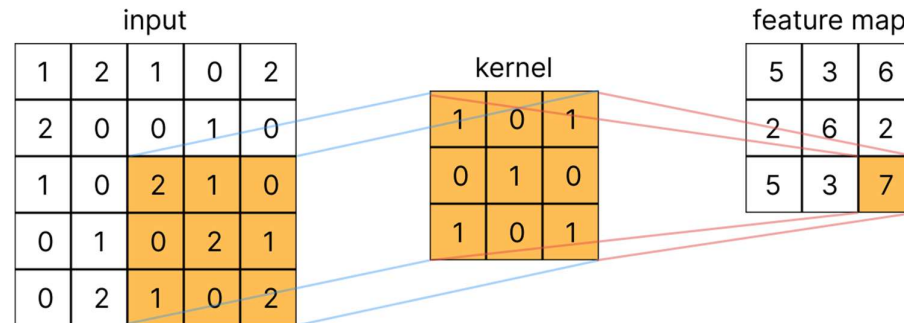 input
kernel
feature map
1 2 1 0 2
2 0 0 1 0
1 0 2 1 0
0 1 0 2 1
0 2 1 0 2
1 0 1
0 1 0
1 0 1
5 3 6
2 6 2
5 3 7